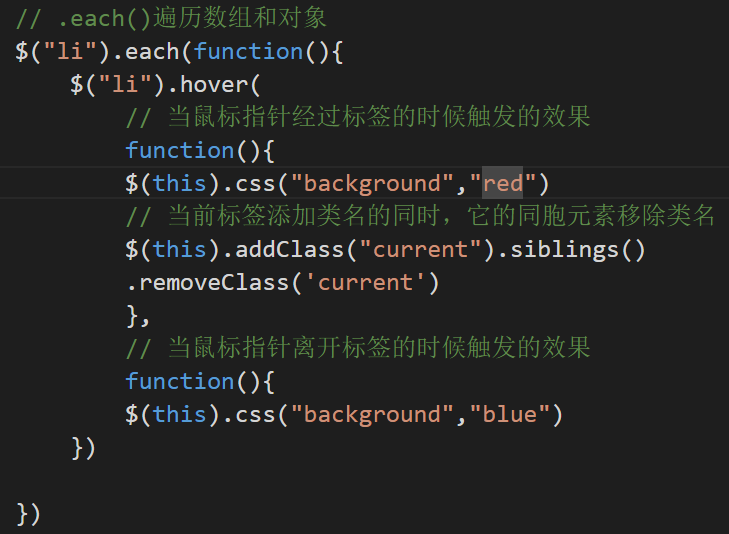 // .each()遍历数组和对象
$("li").each(function(){
$("li").hover(
// 当鼠标指针经过标签的时候触发的效果
function(){
$(this).css("background","red")
// 当前标签添加类名的同时，它的同胞元素移除类名
$(this).addClass("current").siblings()
.removeClass('current')
},
// 当鼠标指针离开标签的时候触发的效果
function(){
$(this).css("background","blue")
})
})